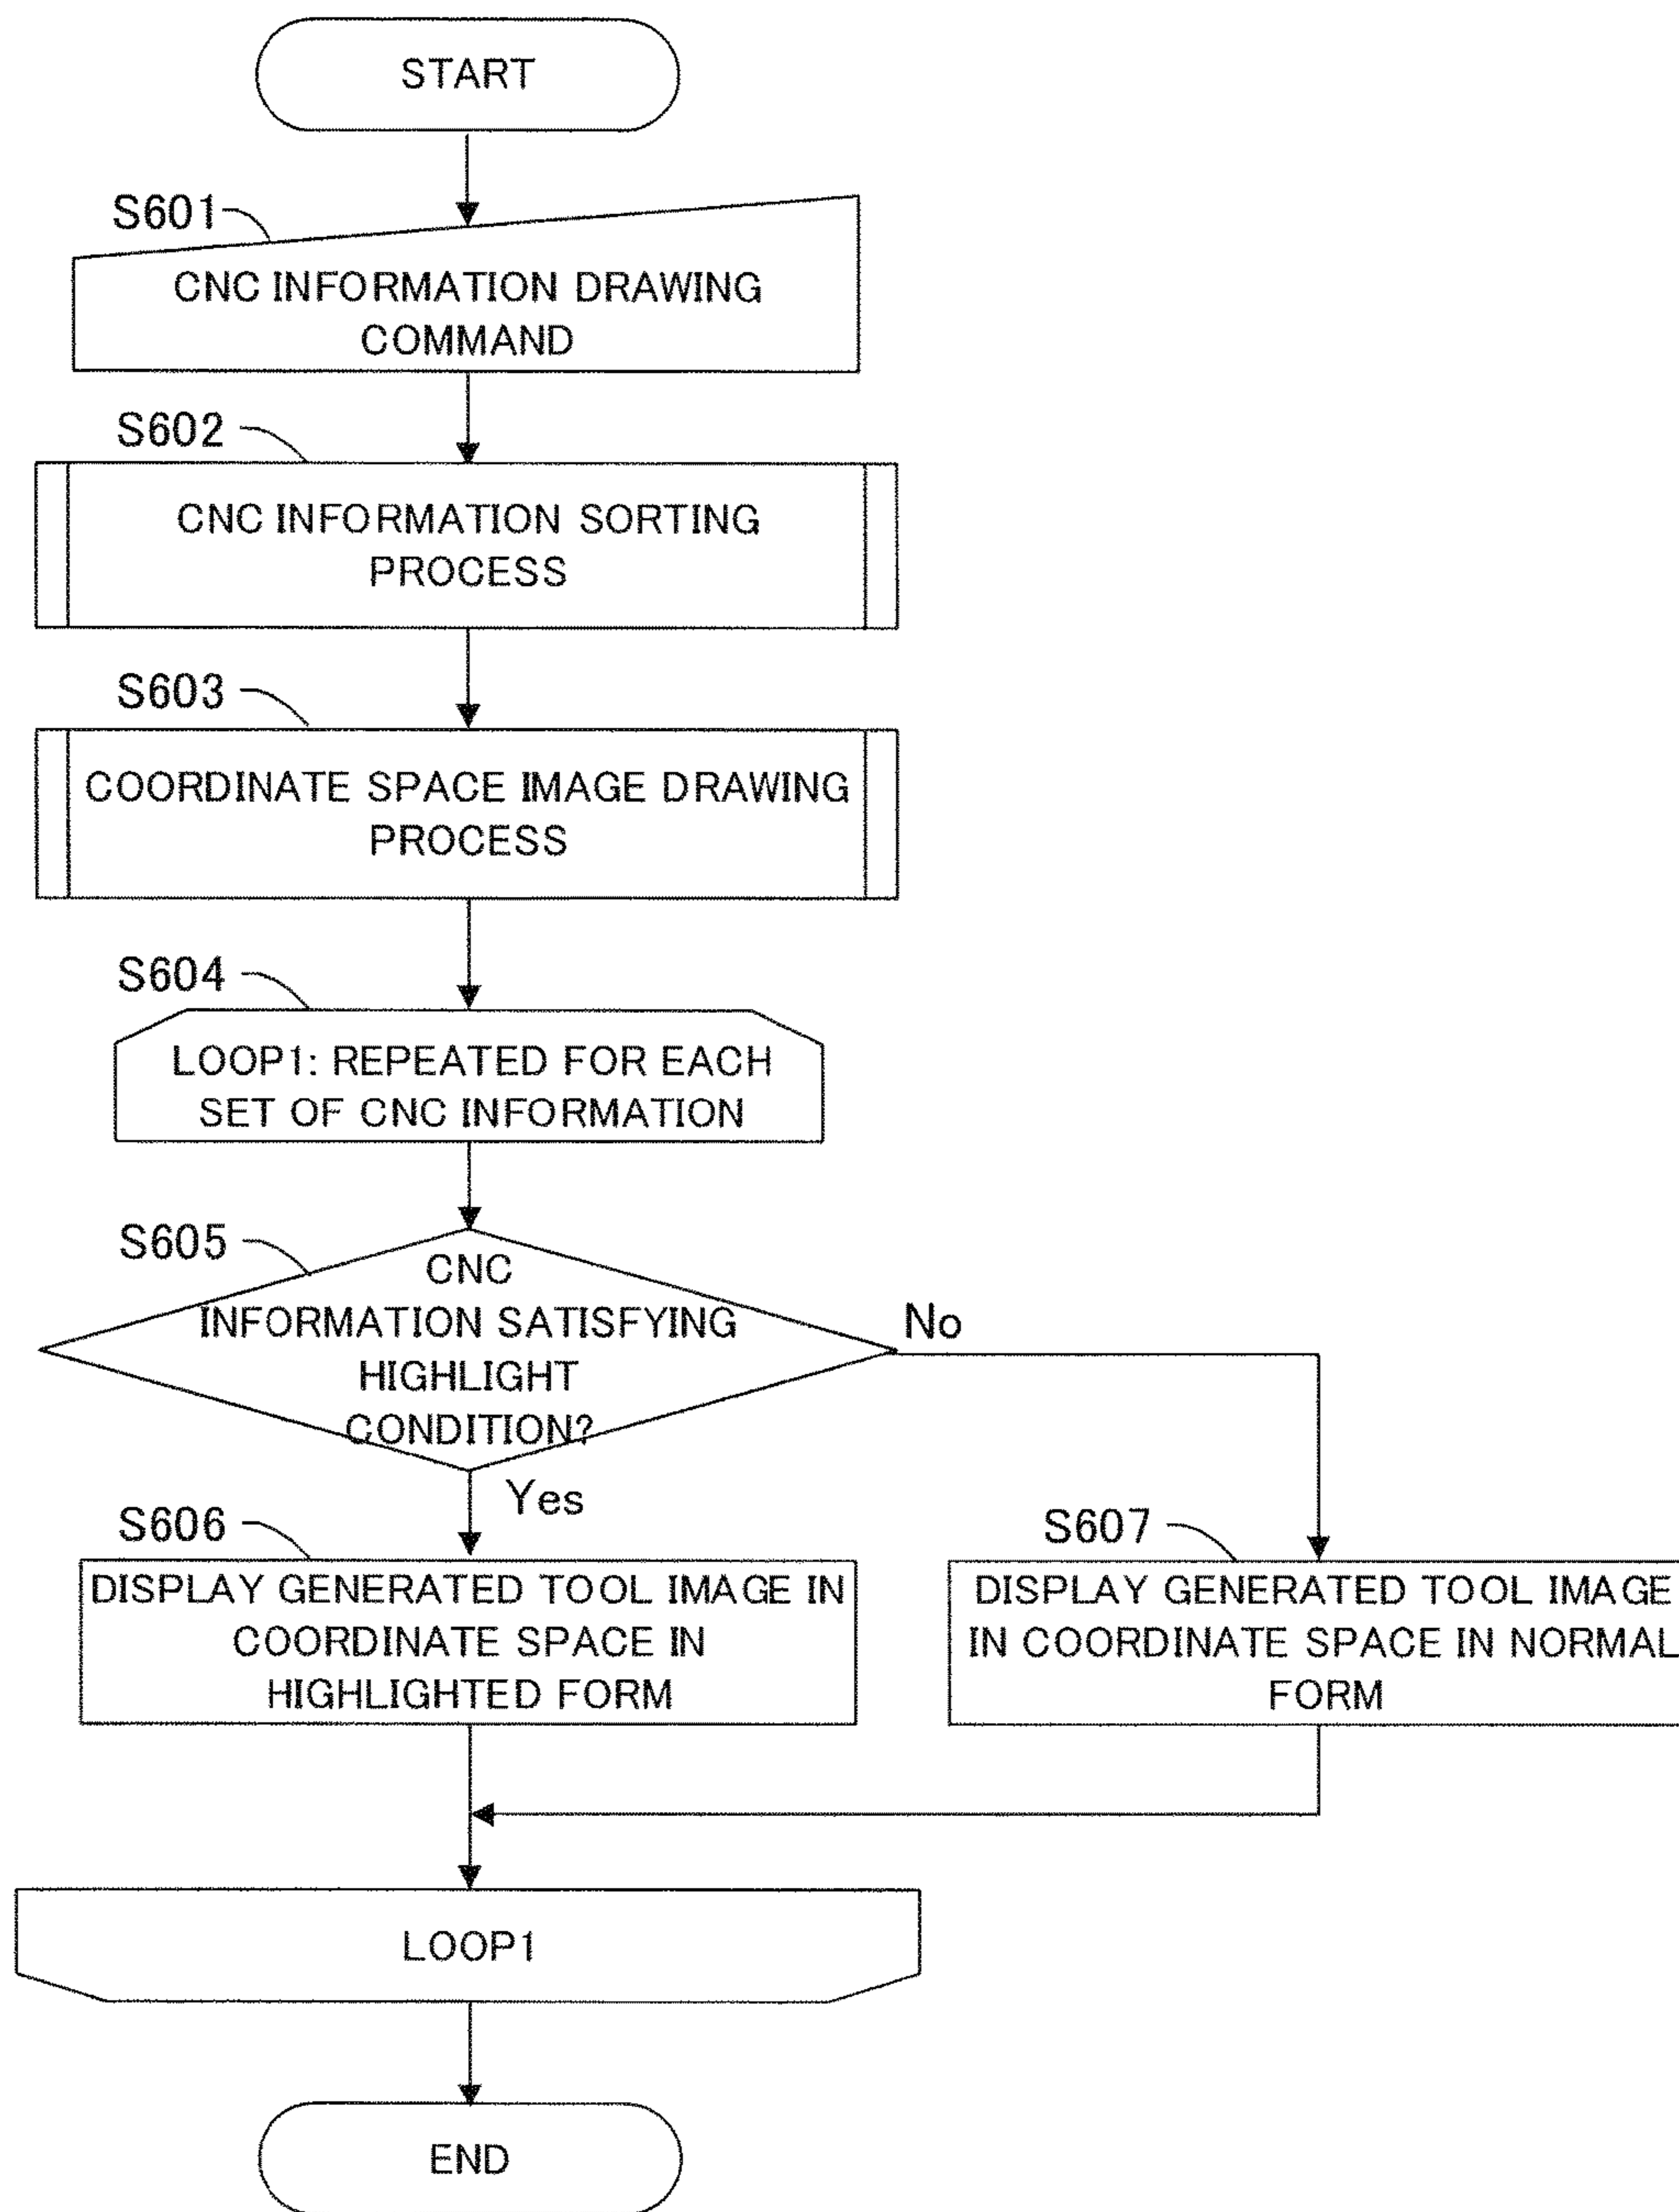 START
S601
CNC INFORMATION DRAWING
COMMAND
S602
CNC INFORMATION SORTING
PROCESS
S603
COORDINATE SPACE IMAGE DRAWING
PROCESS
S604
LOOP1: REPEATED FOR EACH
SET OF CNC INFORMATION
S605
CNC
INFORMATION SATISFYING
HIGHLIGHT
CONDITION?
No
Yes
S606
DISPLAY GENERATED TOOL IMAGE IN
COORDINATE SPACE IN
HIGHLIGHTED FORM
S607
DISPLAY GENERATED TOOL IMAGE
IN COORDINATE SPACE IN NORMAL
FORM
LOOP1
END